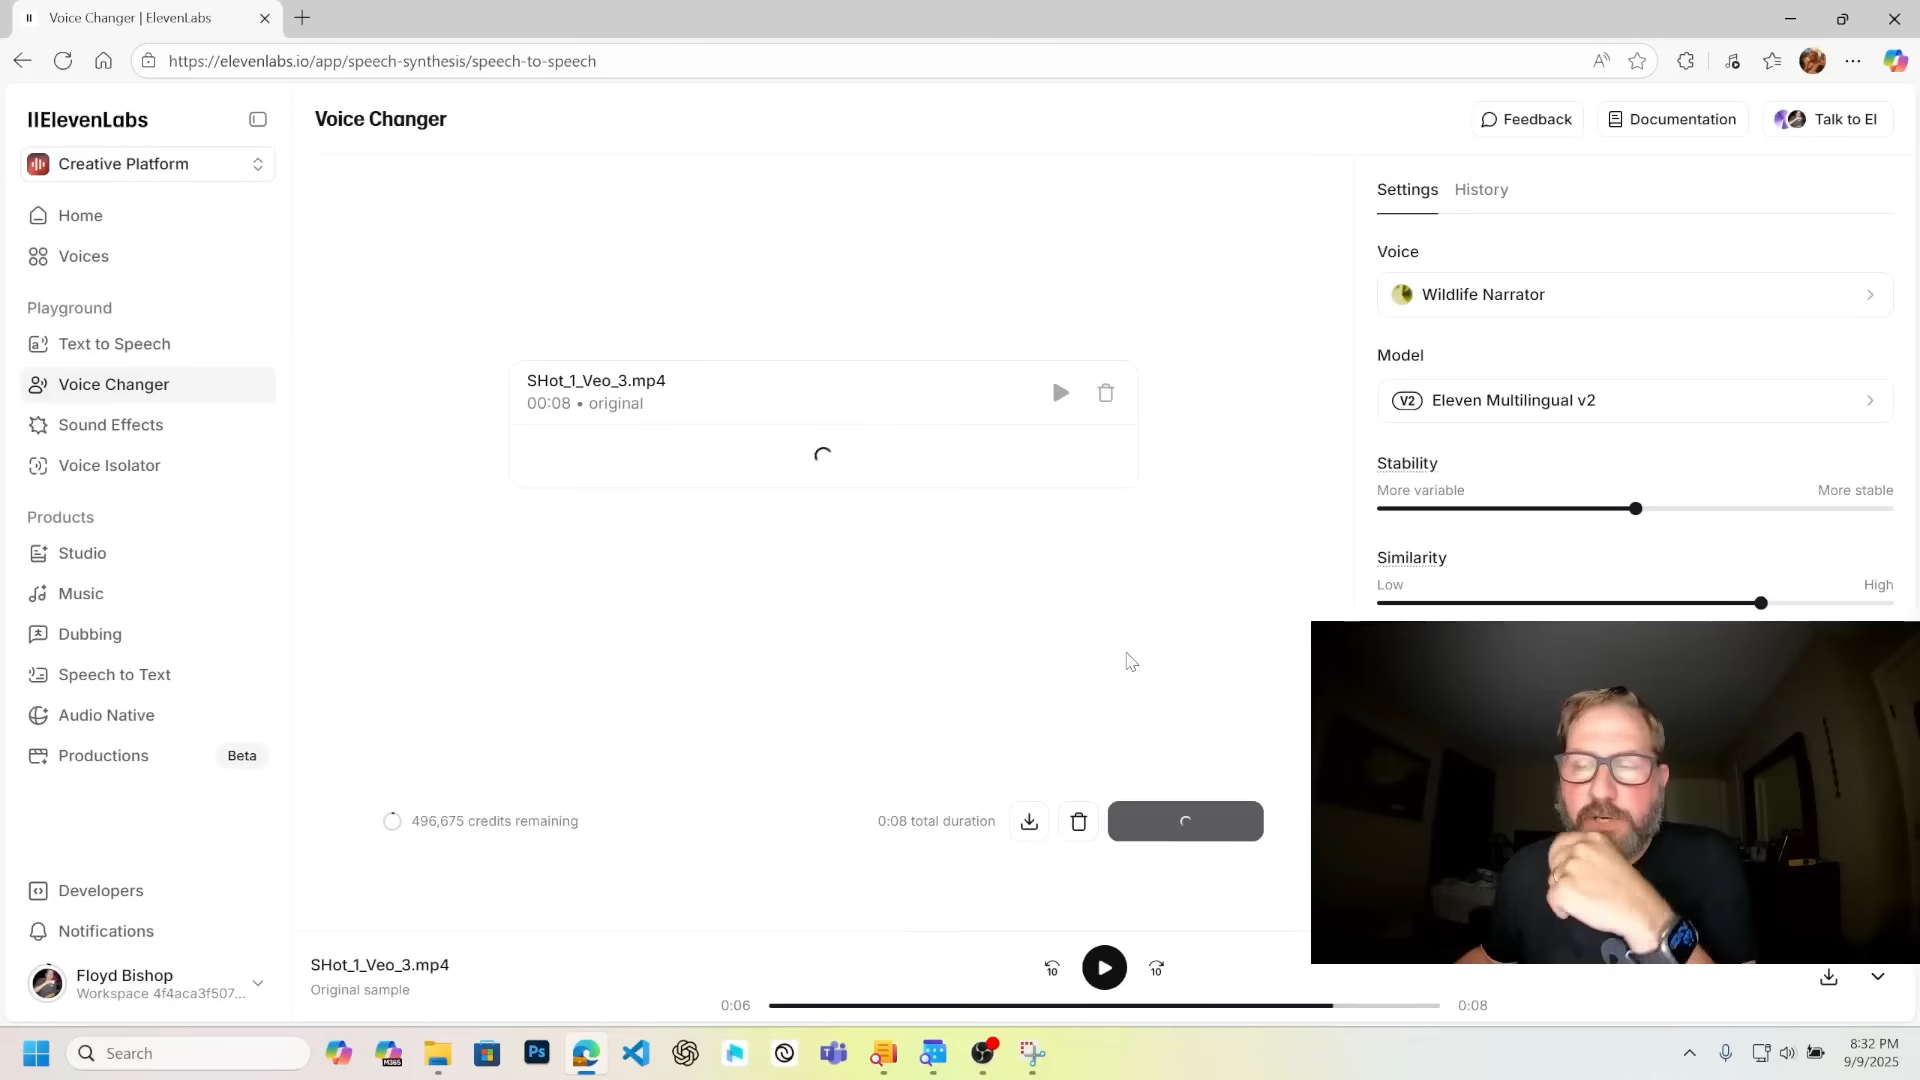 Voice Changer | ElevenLabs
https://elevenlabs.io/app/speech-synthesis/speech-to-speech
IIElevenLabs
Creative Platform
Home
Voices
Playground
Text to Speech
Voice Changer
Sound Effects
Voice Isolator
Products
Studio
Music
Dubbing
Speech to Text
Audio Native
Productions Beta
Developers
Notifications
Floyd Bishop
Workspace 4f4aca3f507...
Voice Changer
Feedback
Documentation
Talk to El
SHot_1_Veo_3.mp4
00:08 • original
496,675 credits remaining
0:08 total duration
Settings History
Voice
Wildlife Narrator
Model
V2 Eleven Multilingual v2
Stability
More variable More stable
Similarity
Low High
SHot_1_Veo_3.mp4
Original sample
10 10
0:06 0:08
Search
M365
Ps
8:32 PM
9/9/2025